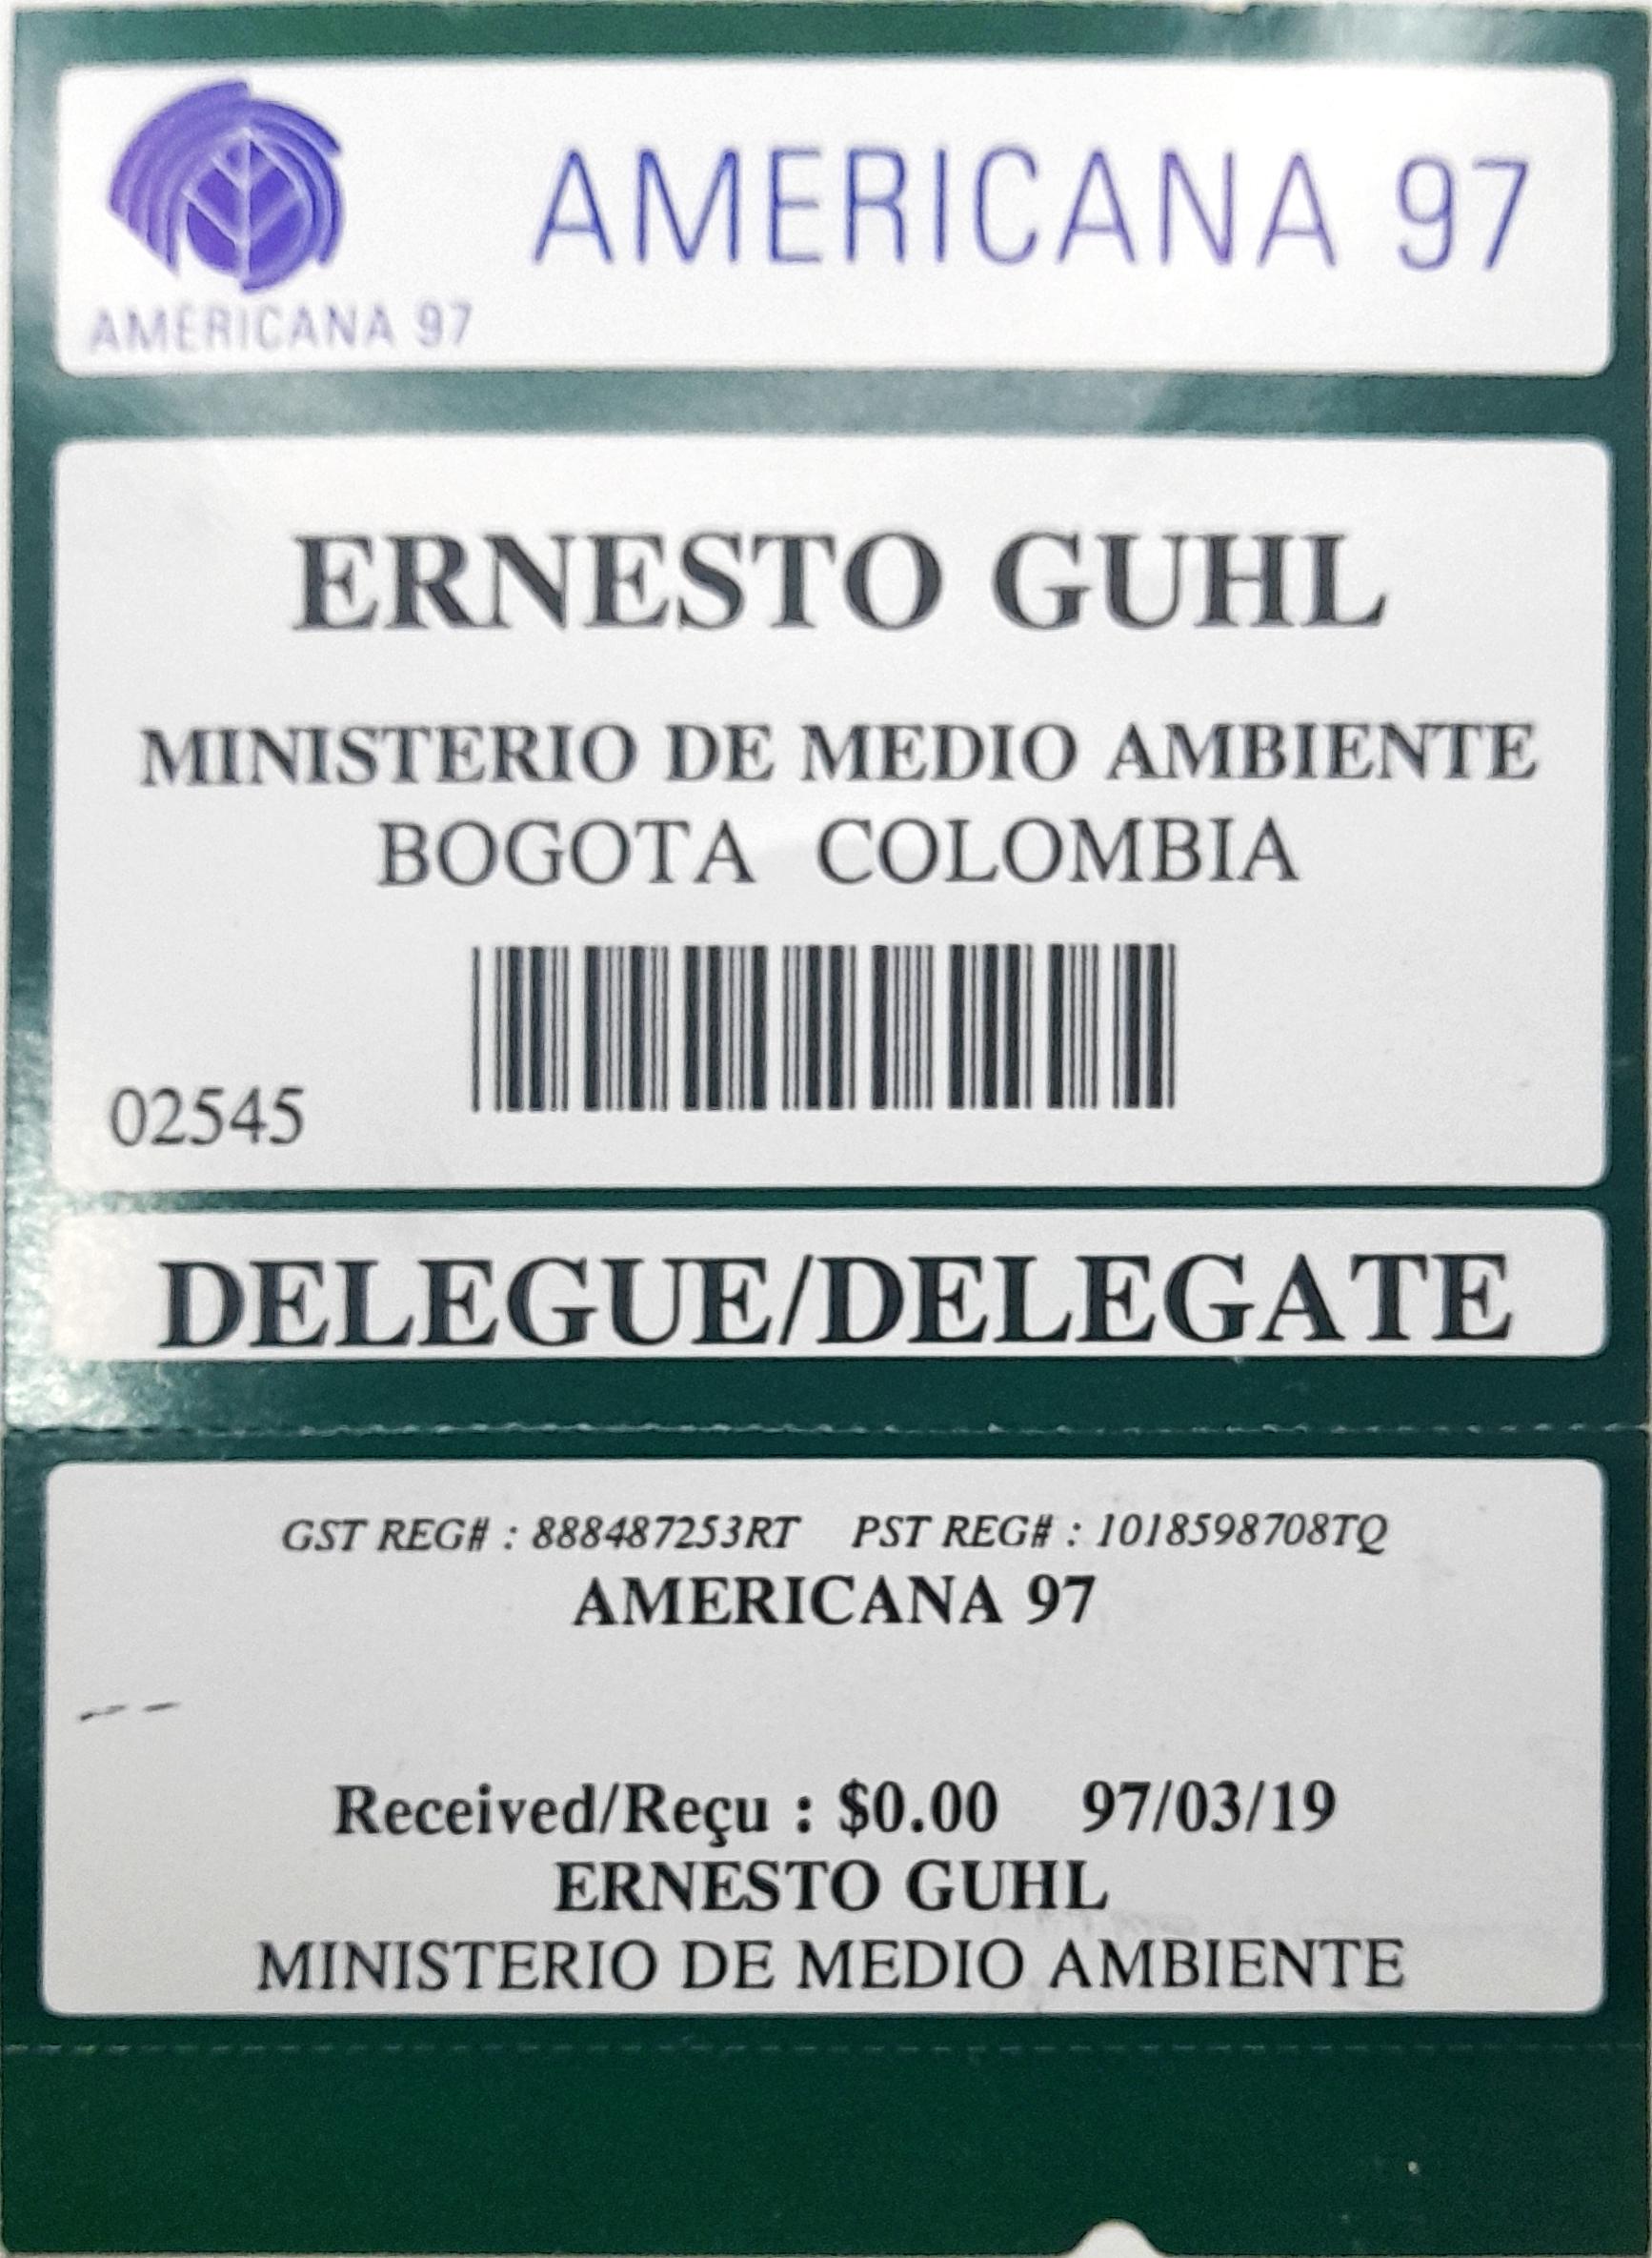 AMERICANA 97
AMERICANA 97
ERNESTO GUHL
MINISTERIO DE MEDIO AMBIENTE
BOGOTA COLOMBIA
02545
DELEGUE/DELEGATE
GST REG# : 888487253RT PST REG# : 1018598708TQ
AMERICANA 97
Received/Reçu : $0.00 97/03/19
ERNESTO GUHL
MINISTERIO DE MEDIO AMBIENTE